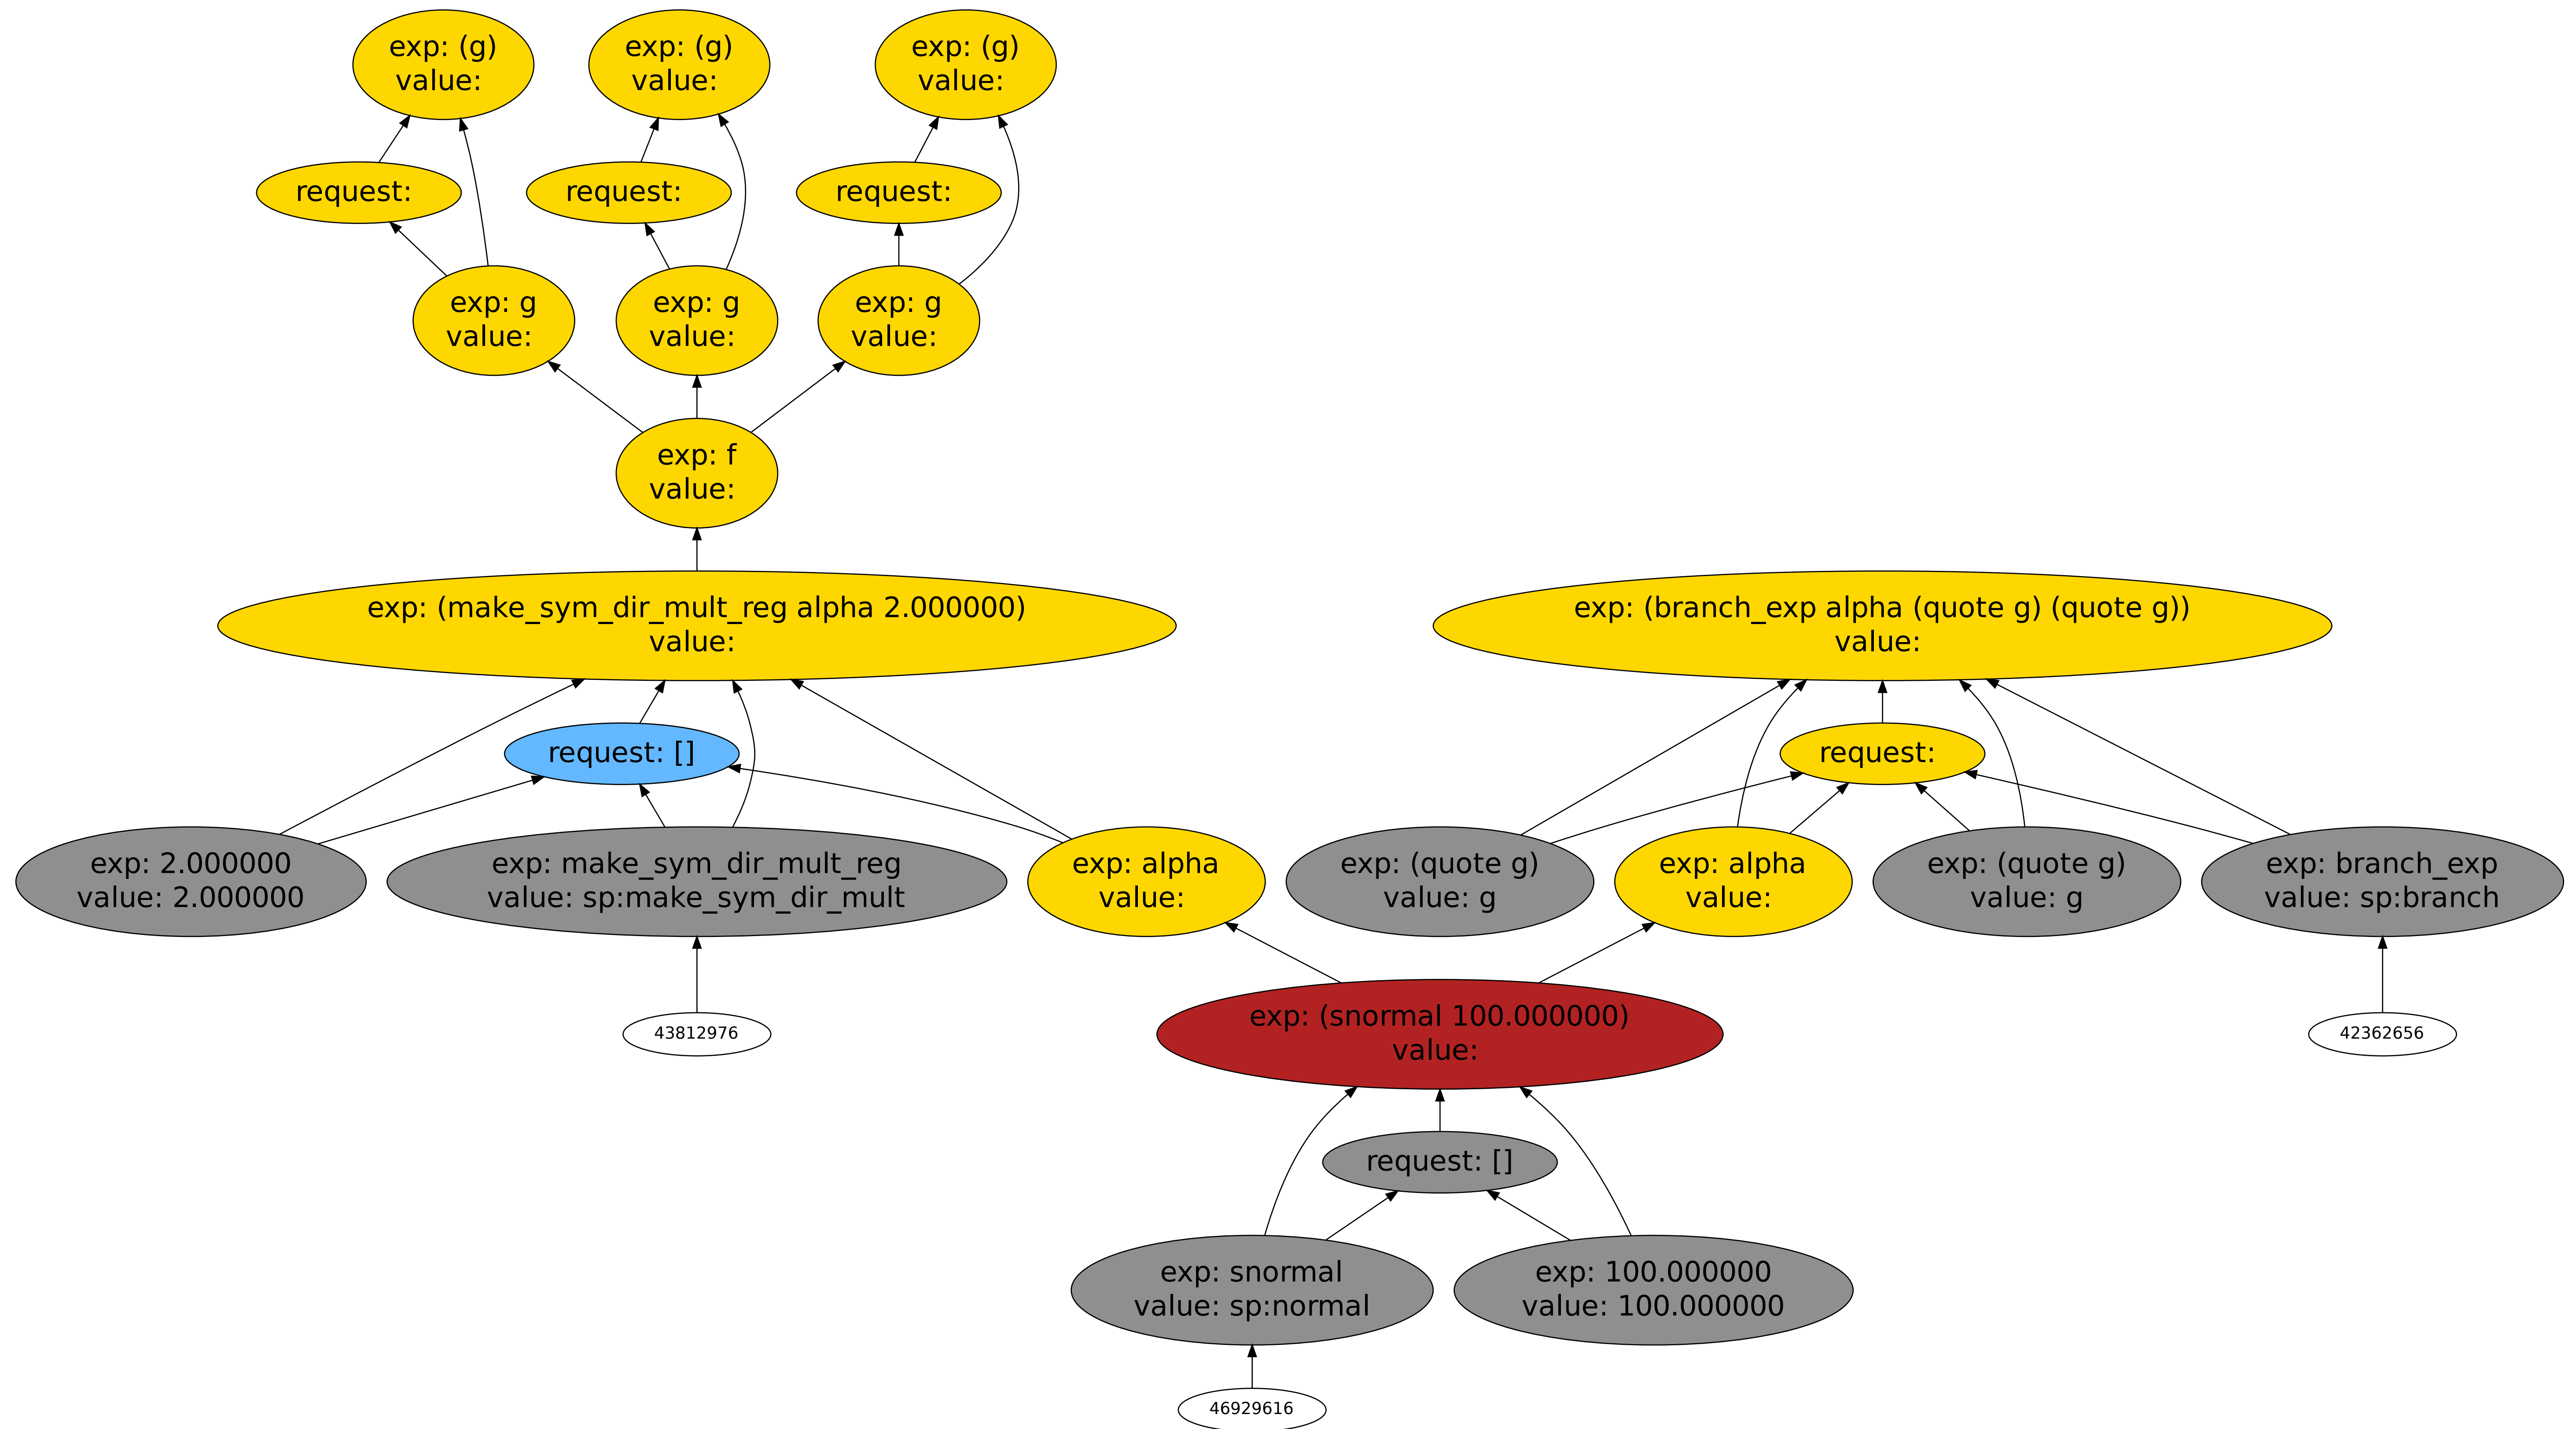 exp: (g)
value:
exp: (g)
value:
exp: (g)
value:
request:
request:
request:
exp: g
value:
exp: g
value:
exp: g
value:
exp: f
value:
exp: (make_sym_dir_mult_reg alpha 2.000000)
value:
exp: (branch_exp alpha (quote g) (quote g))
value:
request: []
request:
exp: 2.000000
value: 2.000000
exp: make_sym_dir_mult_reg
value: sp:make_sym_dir_mult
exp: alpha
value:
exp: (quote g)
value: g
exp: alpha
value:
exp: (quote g)
value: g
exp: branch_exp
value: sp:branch
43812976
exp: (snormal 100.000000)
value:
42362656
request: []
exp: snormal
value: sp:normal
exp: 100.000000
value: 100.000000
46929616